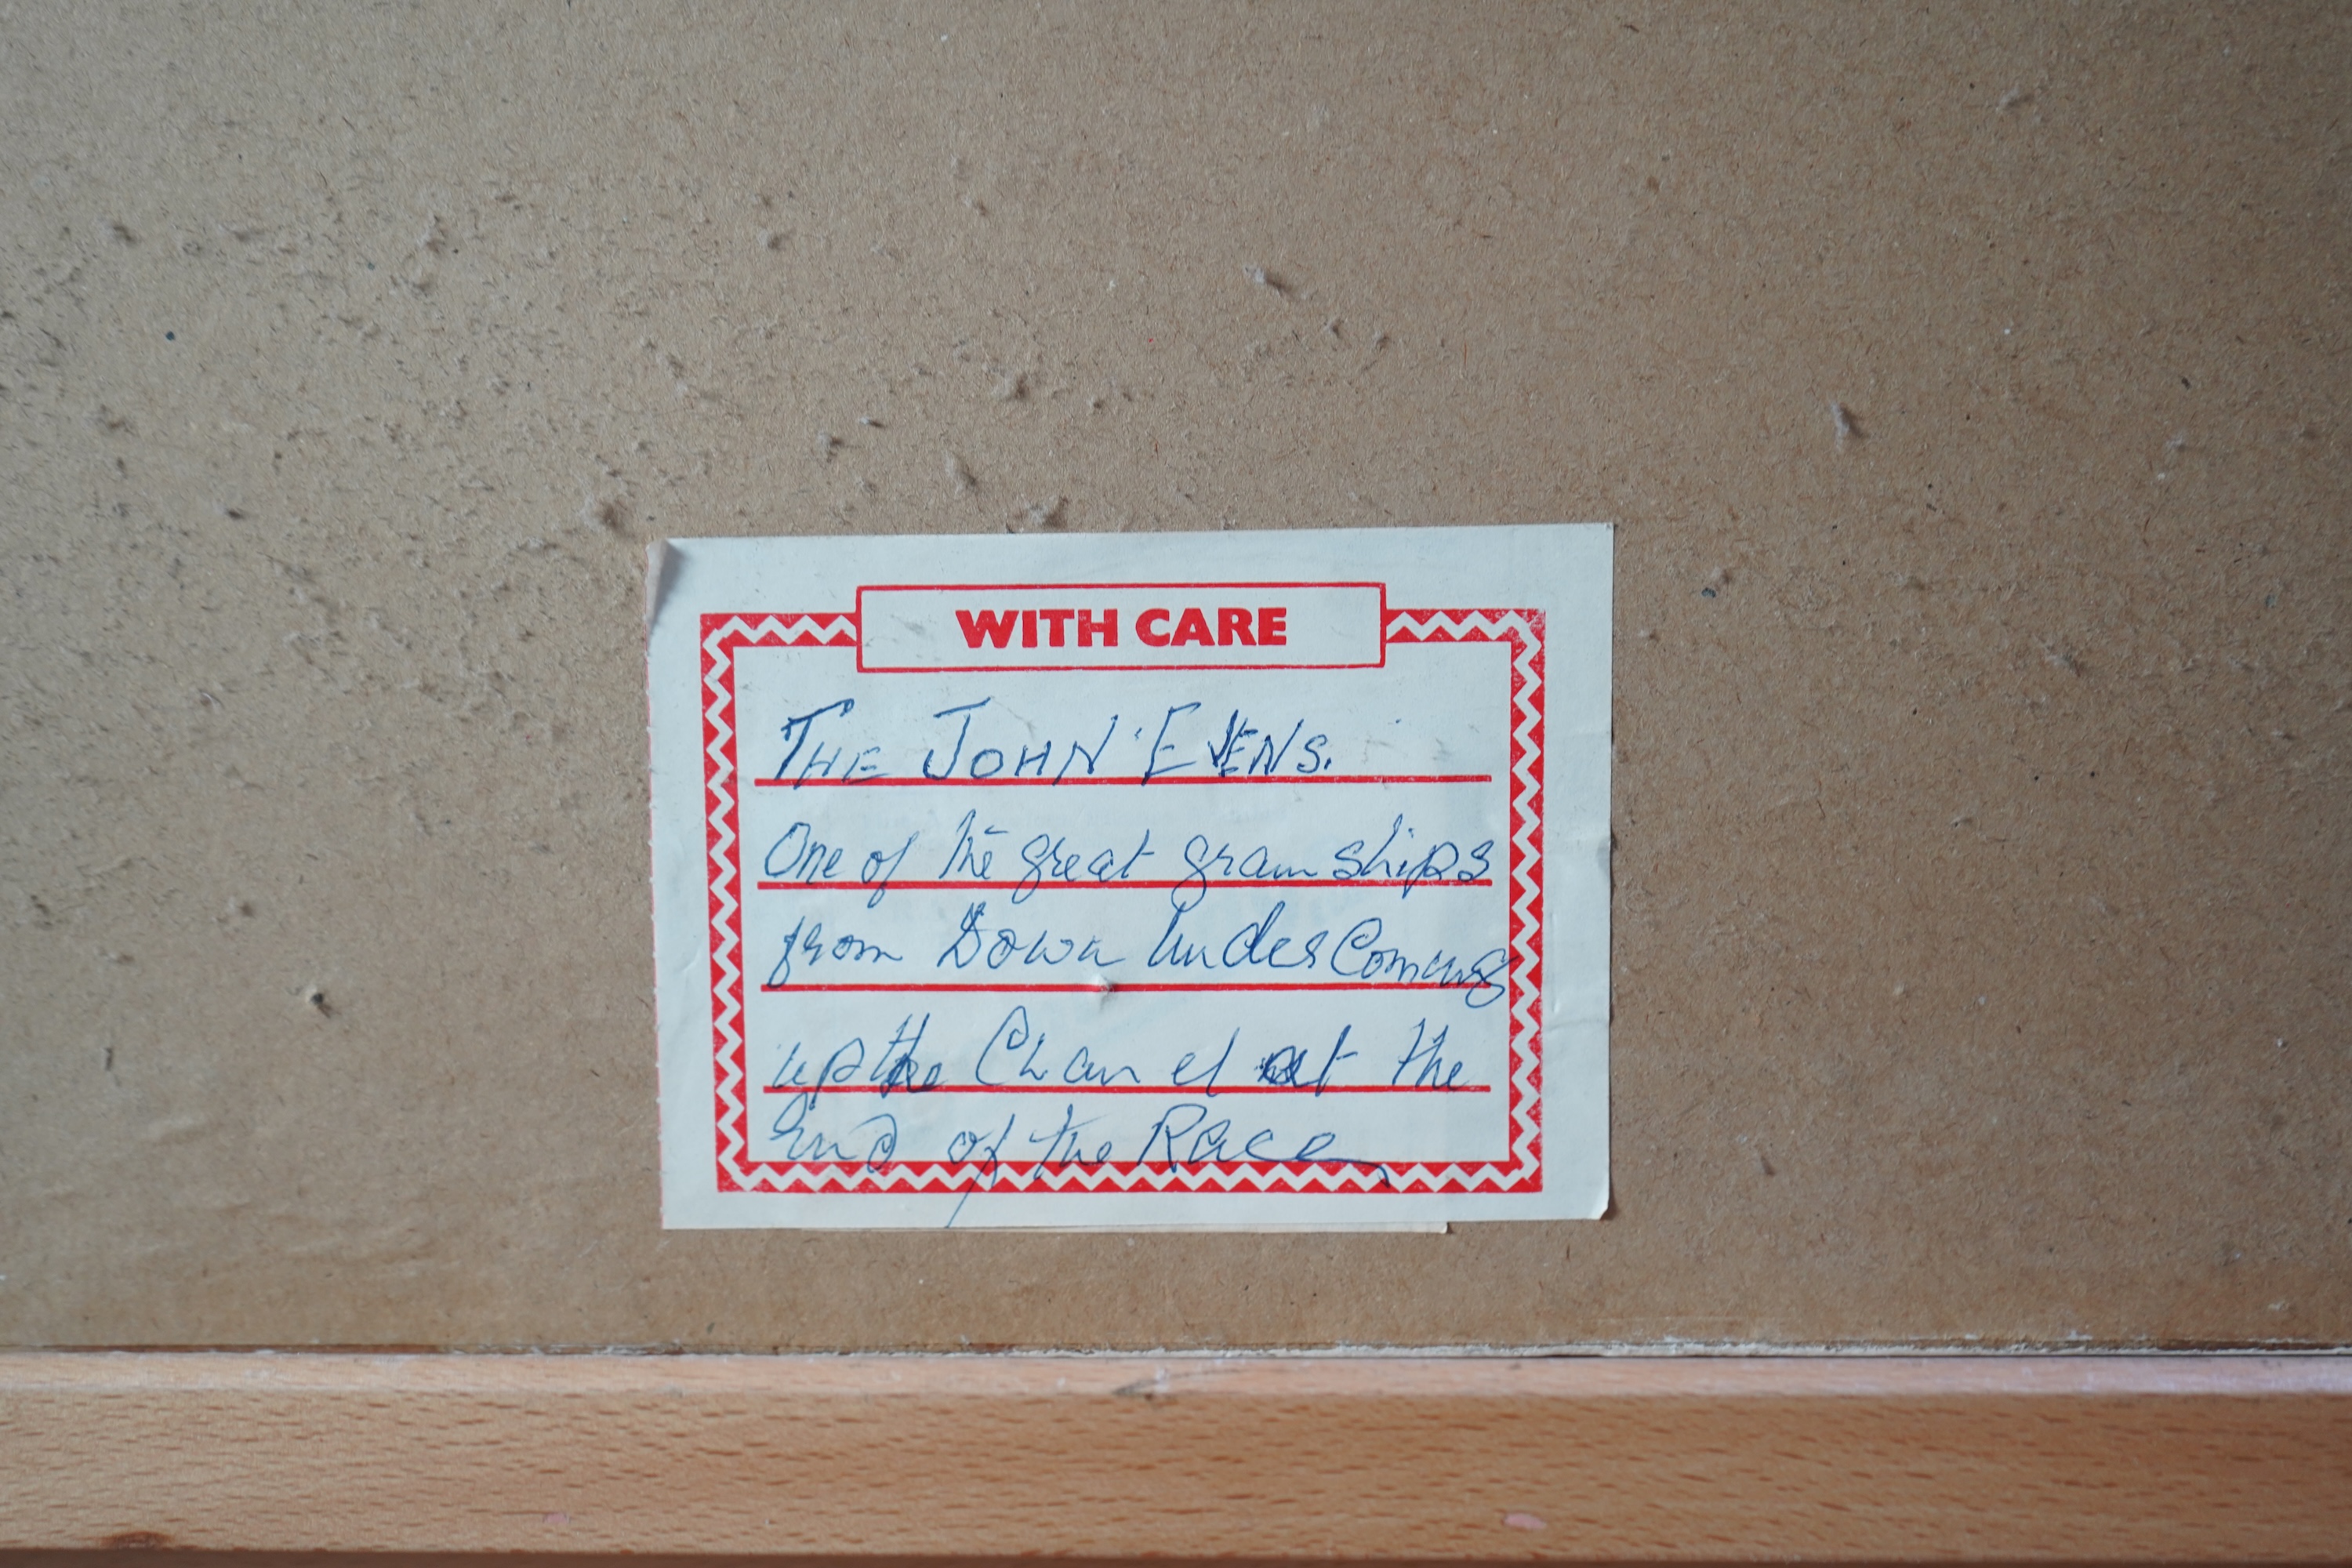 WITH CARE
THE JOHN EVENS.
One of the great grain ships
from Down Under Coming
up the Chanel at the
End of the Race